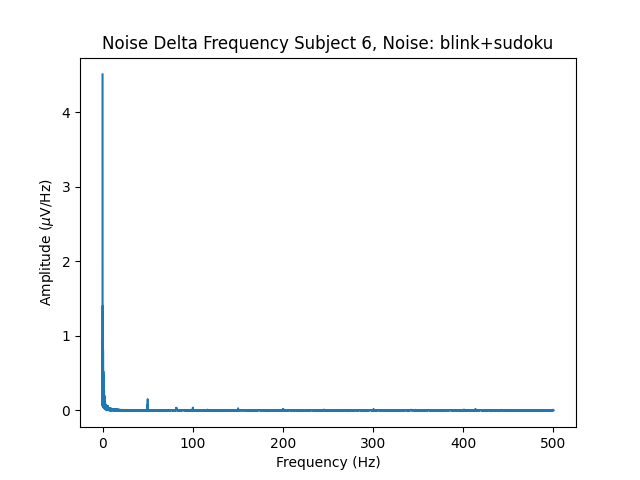 Noise Delta Frequency Subject 6, Noise: blink+sudoku
Amplitude (μV/Hz)
4
3
2
1
0
0 100 200 300 400 500
Frequency (Hz)